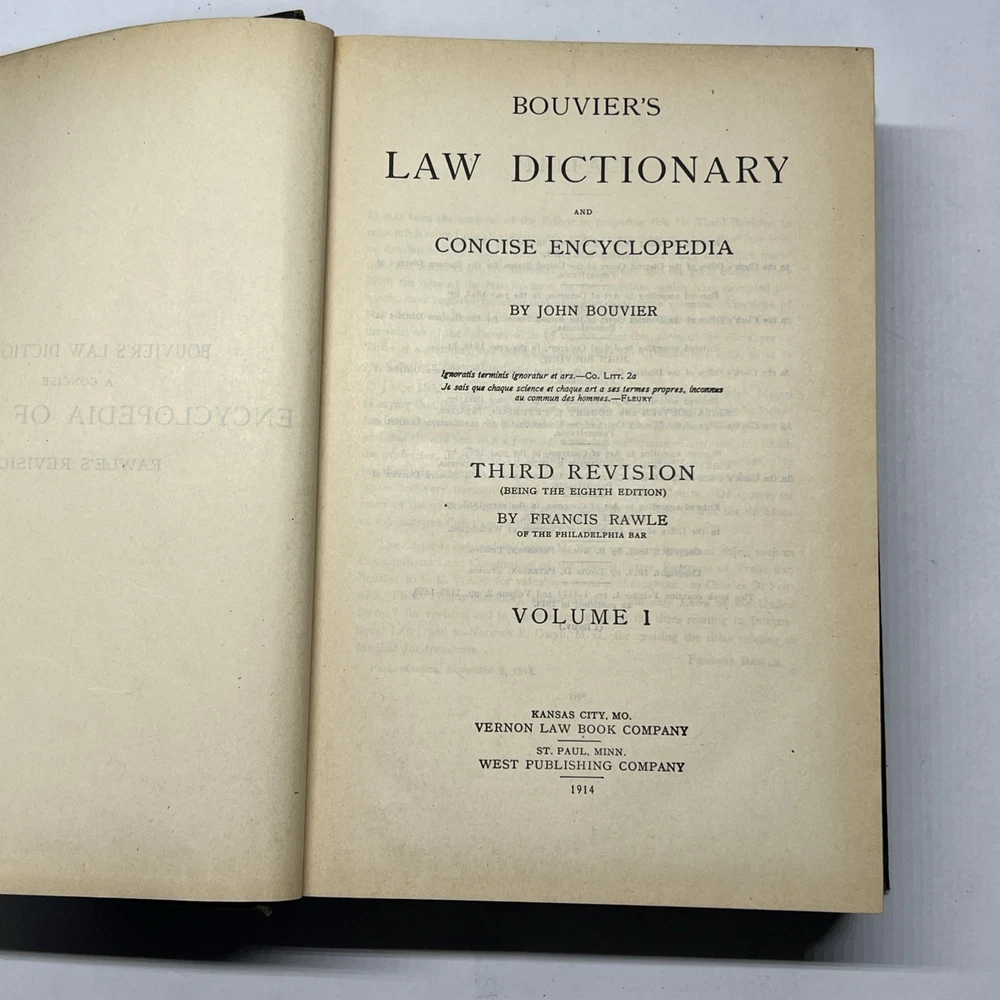 BOUVIER'S
LAW DICTIONARY
AND
CONCISE ENCYCLOPEDIA
BY JOHN BOUVIER
Ignoratis terminis ignoratur et ars.—CO. LITT. 2a
Je sais que chaque science et chaque art a ses termes propres, inconnus
au commun des hommes.—FLEURY
THIRD REVISION
(BEING THE EIGHTH EDITION)
BY FRANCIS RAWLE
OF THE PHILADELPHIA BAR
VOLUME I
KANSAS CITY, MO.
VERNON LAW BOOK COMPANY
ST. PAUL, MINN.
WEST PUBLISHING COMPANY
1914